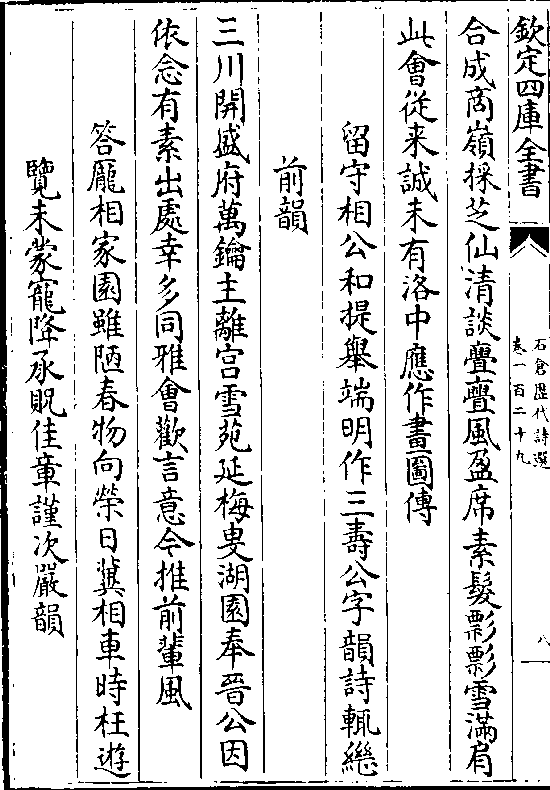 欽定四庫全書
石倉歷代詩選
卷一百二十九
八
合成商嶺採芝仙清談亹亹風盈席素髮彯彯雪滿肩
此會從来誠未有洛中應作畫圖傳
留守相公和提舉端明作三壽公字韻詩輒繼
前韻
三川開盛府萬鑰主離宫雪苑延梅叟湖園奉晉公因
依念有素出處幸多同雅會歡言意今推前輩風
答龎相家園雖陋春物向榮日冀相車時枉遊
覽未蒙寵降承貺佳章謹次嚴韻